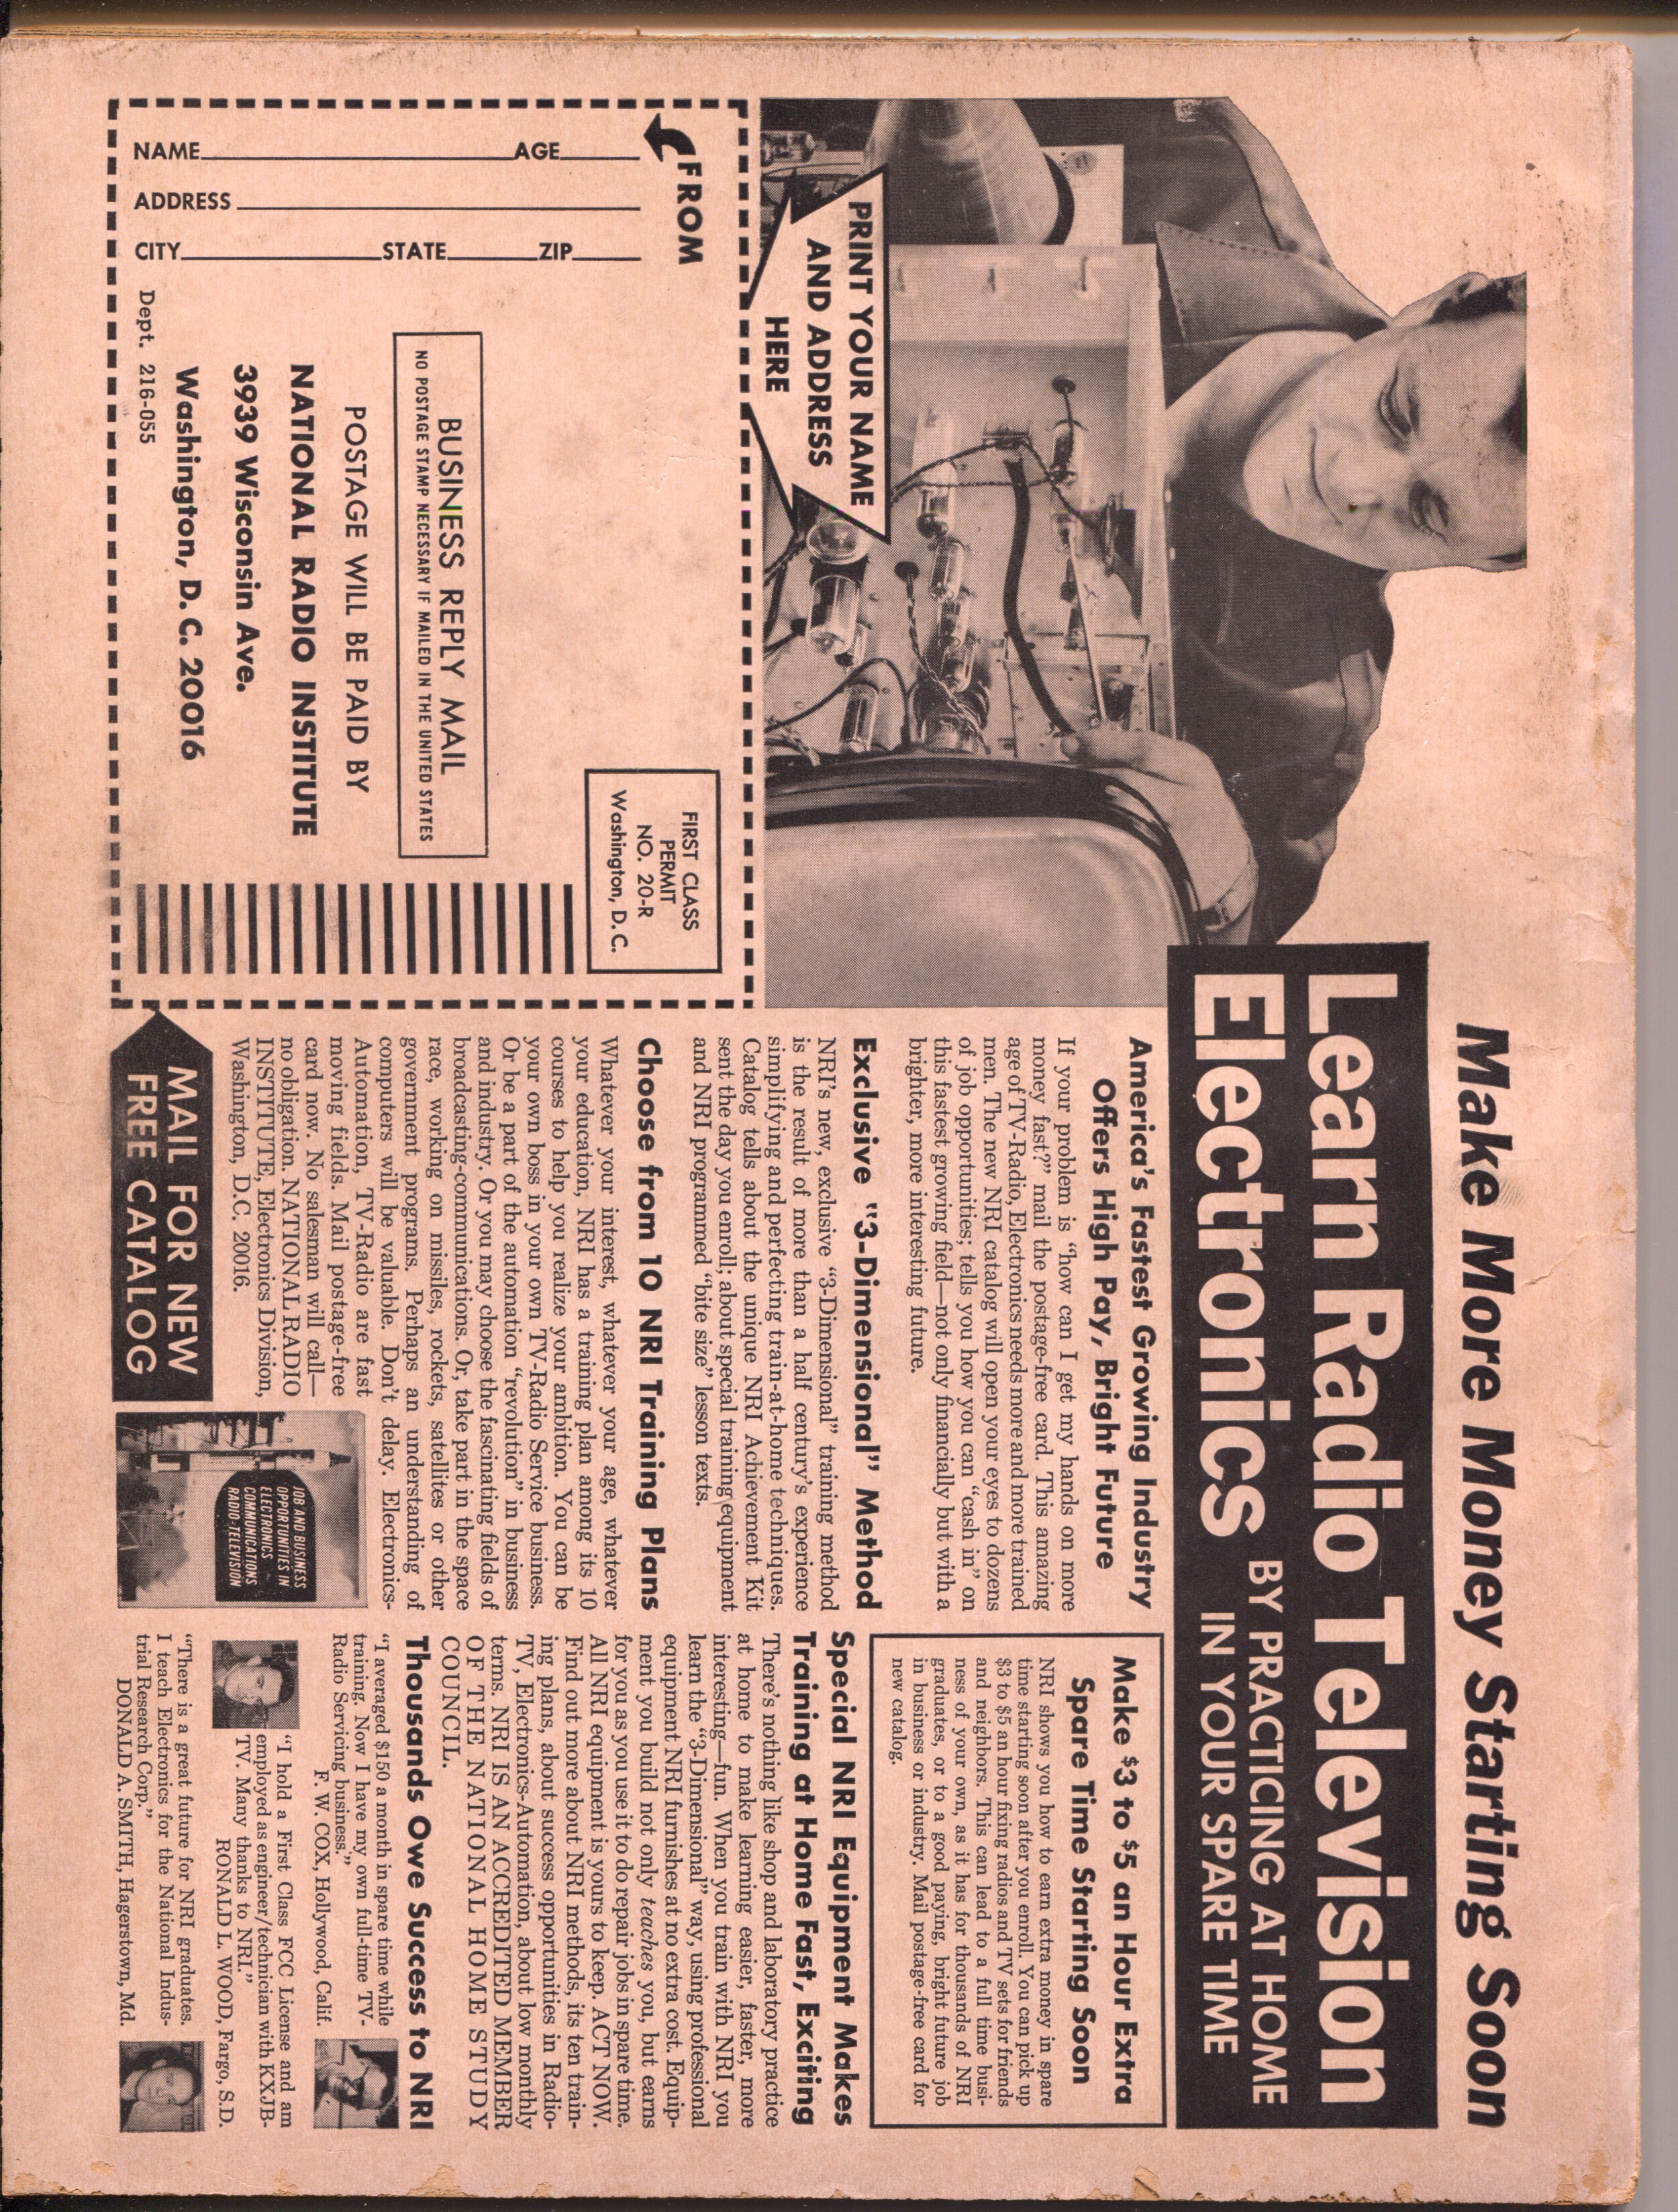 Make More Money Starting Soon
Learn Radio Television
Electronics BY PRACTICING AT HOME
IN YOUR SPARE TIME
PRINT YOUR NAME
AND ADDRESS
HERE
FROM
NAME AGE
ADDRESS
CITY STATE ZIP
FIRST CLASS
PERMIT
NO. 20-R
Washington, D.C.
BUSINESS REPLY MAIL
NO POSTAGE STAMP NECESSARY IF MAILED IN THE UNITED STATES
POSTAGE WILL BE PAID BY
NATIONAL RADIO INSTITUTE
3939 Wisconsin Ave.
Washington, D. C. 20016
Dept. 216-055
America's Fastest Growing Industry
Offers High Pay, Bright Future
If your problem is “how can I get my hands on more
money fast?” mail the postage-free card. This amazing
age of TV-Radio, Electronics needs more and more trained
men. The new NRI catalog will open your eyes to dozens
of job opportunities; tells you how you can “cash in” on
this fastest growing field—not only financially but with a
brighter, more interesting future.
Exclusive "3-Dimensional" Method
NRI's new, exclusive “3-Dimensional” training method
is the result of more than a half century's experience
simplifying and perfecting train-at-home techniques.
Catalog tells about the unique NRI Achievement Kit
sent the day you enroll; about special training equipment
and NRI programmed “bite size” lesson texts.
Choose from 10 NRI Training Plans
Whatever your interest, whatever your age, whatever
your education, NRI has a training plan among its 10
courses to help you realize your ambition. You can be
your own boss in your own TV-Radio Service business.
Or be a part of the automation “revolution” in business
and industry. Or you may choose the fascinating fields of
broadcasting-communications. Or, take part in the space
race, working on missiles, rockets, satellites or other
government programs. Perhaps an understanding of
computers will be valuable. Don't delay. Electronics-
Automation, TV-Radio are fast
moving fields. Mail postage-free
card now. No salesman will call—
no obligation. NATIONAL RADIO
INSTITUTE, Electronics Division,
Washington, D.C. 20016.
MAIL FOR NEW
FREE CATALOG
JOB AND BUSINESS
OPPORTUNITIES IN
ELECTRONICS
COMMUNICATIONS
RADIO-TELEVISION
Make $3 to $5 an Hour Extra
Spare Time Starting Soon
NRI shows you how to earn extra money in spare
time starting soon after you enroll. You can pick up
$3 to $5 an hour fixing radios and TV sets for friends
and neighbors. This can lead to a full time busi-
ness of your own, as it has for thousands of NRI
graduates, or to a good paying, bright future job
in business or industry. Mail postage-free card for
new catalog.
Special NRI Equipment Makes
Training at Home Fast, Exciting
There's nothing like shop and laboratory practice
at home to make learning easier, faster, more
interesting—fun. When you train with NRI you
learn the “3-Dimensional” way, using professional
equipment NRI furnishes at no extra cost. Equip-
ment you build not only teaches you, but earns
for you as you use it to do repair jobs in spare time.
All NRI equipment is yours to keep. ACT NOW.
Find out more about NRI methods, its ten train-
ing plans, about success opportunities in Radio-
TV, Electronics-Automation, about low monthly
terms. NRI IS AN ACCREDITED MEMBER
OF THE NATIONAL HOME STUDY
COUNCIL.
Thousands Owe Success to NRI
“I averaged $150 a month in spare time while
training. Now I have my own full-time TV-
Radio Servicing business.”
F. W. COX, Hollywood, Calif.
“I hold a First Class FCC License and am
employed as engineer/technician with KXJB-
TV. Many thanks to NRI.”
RONALD L. WOOD, Fargo, S.D.
“There is a great future for NRI graduates.
I teach Electronics for the National Indus-
trial Research Corp.”
DONALD A. SMITH, Hagerstown, Md.